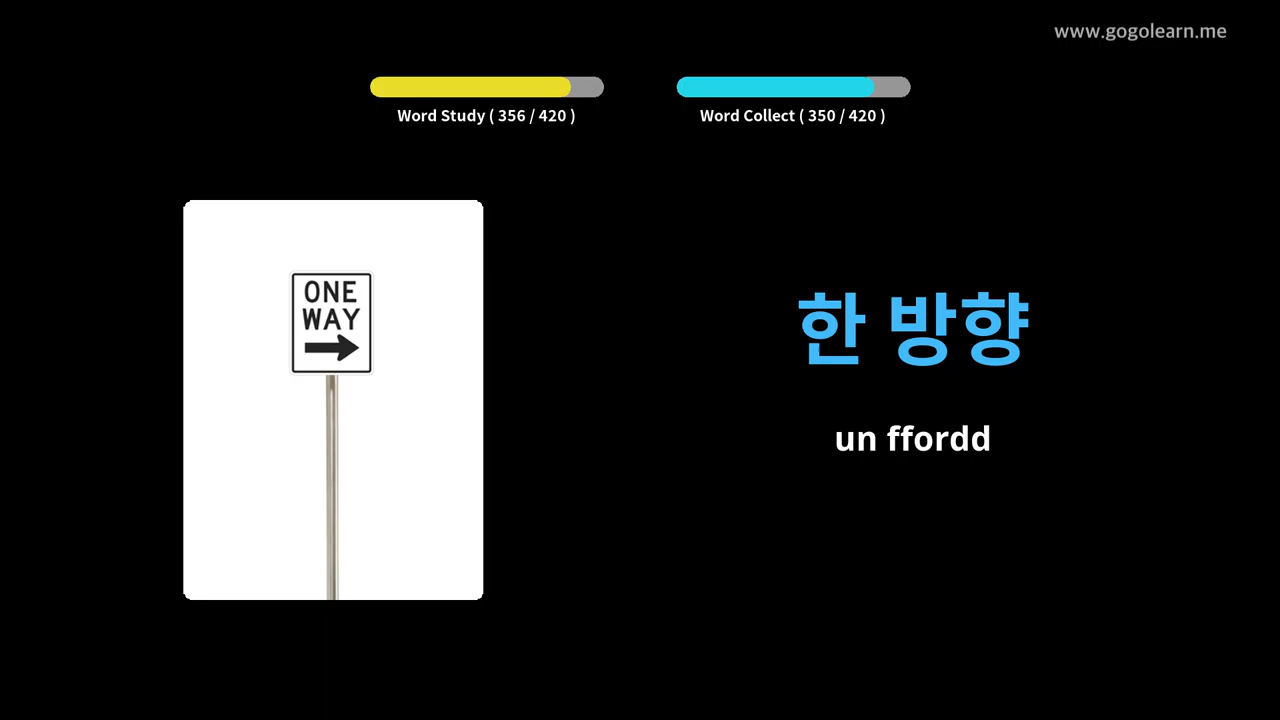 www.gogolearn.me
Word Study ( 356 / 420 )
Word Collect ( 350 / 420 )
ONE
WAY
한 방향
un ffordd